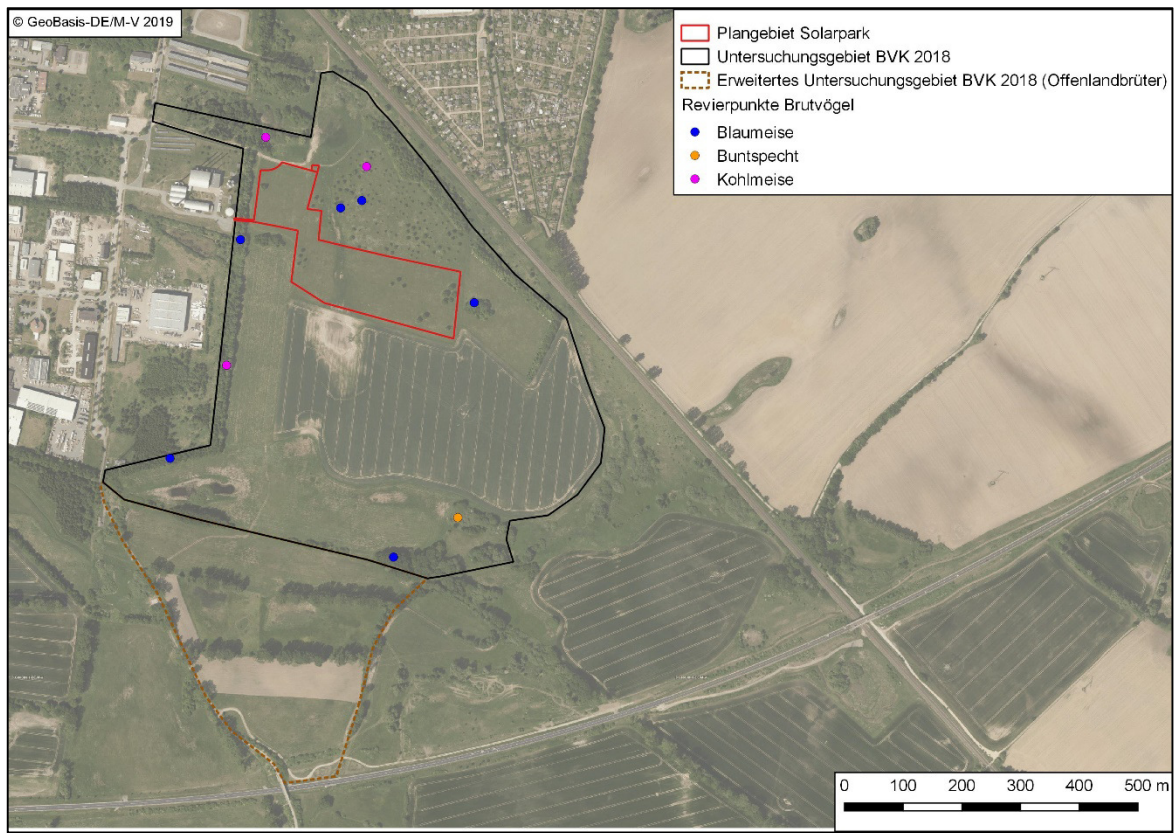 © GeoBasis-DE/M-V 2019
Plangebiet Solarpark
Untersuchungsgebiet BVK 2018
Erweitertes Untersuchungsgebiet BVK 2018 (Offenlandbrüter)
Revierpunkte Brutvögel
Blaumeise
Buntspecht
Kohlmeise
0 100 200 300 400 500 m